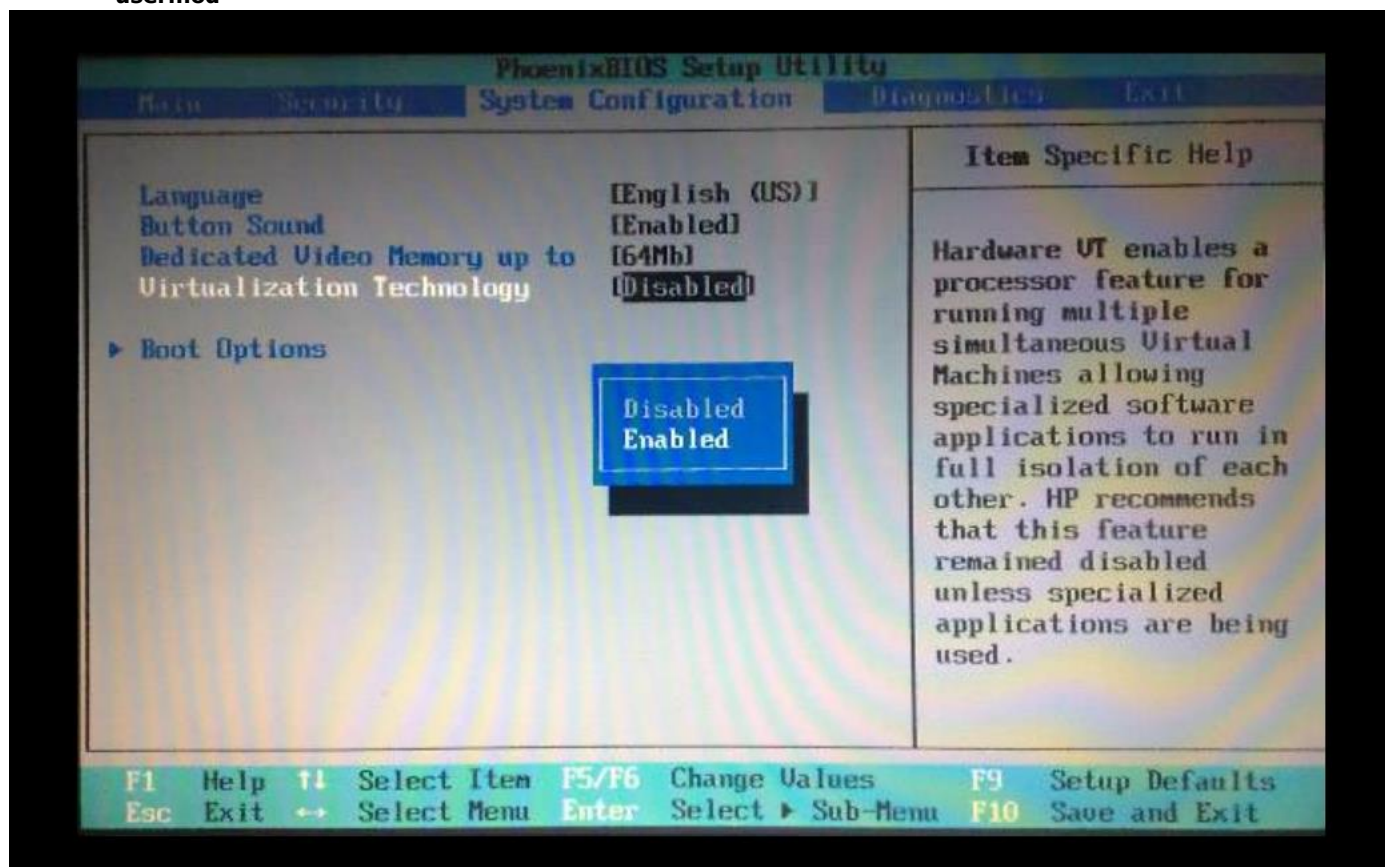 usermod
PhoenixBIOS Setup Utility
Main Security System Configuration Diagnostics Exit
Item Specific Help
Language [English (US)]
Button Sound [Enabled]
Dedicated Video Memory up to [64Mb]
Virtualization Technology [Disabled]
▶ Boot Options
Disabled
Enabled
Hardware VT enables a
processor feature for
running multiple
simultaneous Virtual
Machines allowing
specialized software
applications to run in
full isolation of each
other. HP recommends
that this feature
remained disabled
unless specialized
applications are being
used.
F1 Help ↑↓ Select Item F5/F6 Change Values F9 Setup Defaults
Esc Exit ↔ Select Menu Enter Select ▶ Sub-Menu F10 Save and Exit